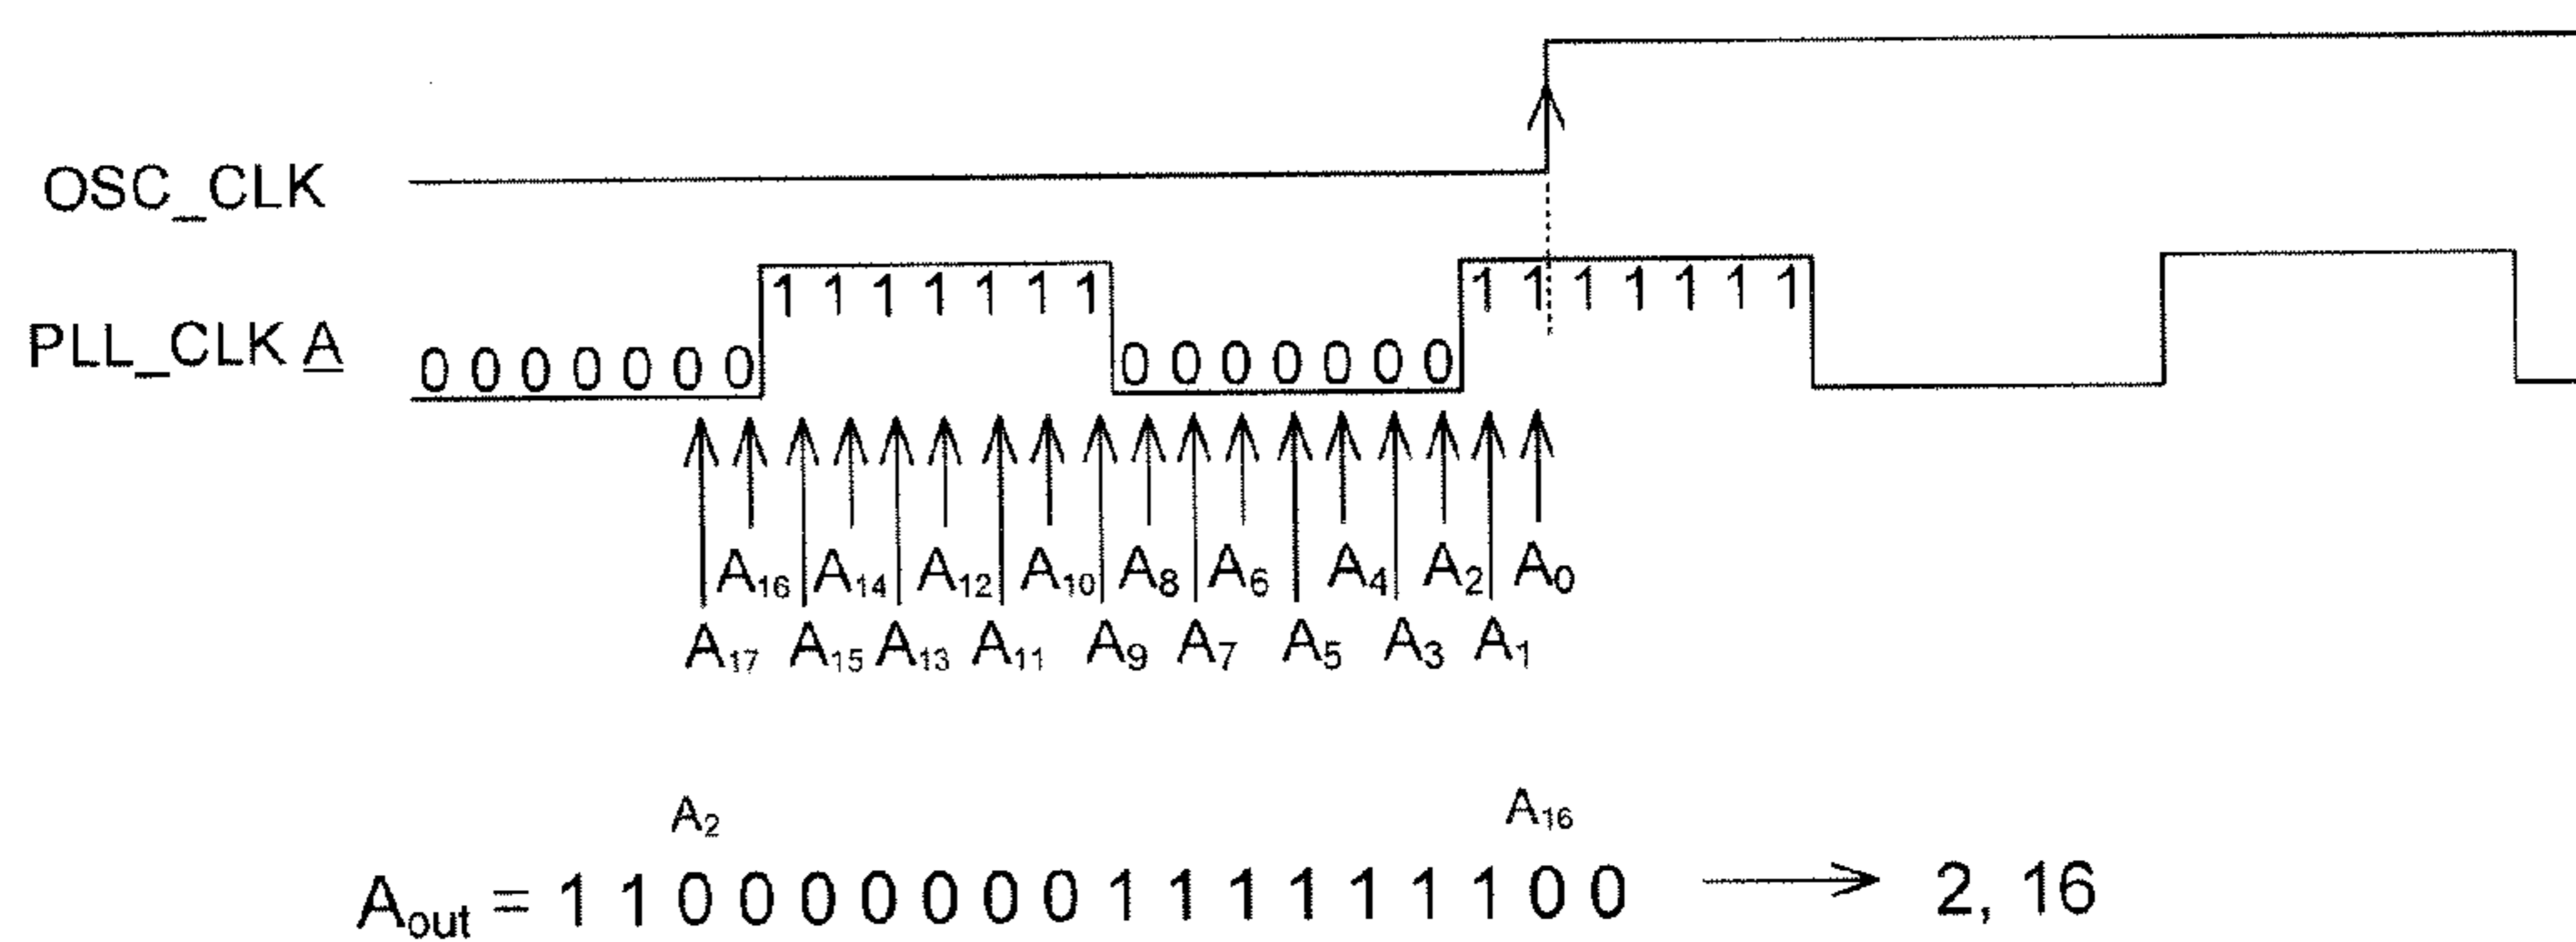 OSC_CLK
1 1 1 1 1 1 1 1 1 1 1 1 1 1
PLL_CLK A 0 0 0 0 0 0 0 0 0 0 0 0 0 0
A16 A14 A12 A10 A8 A6 A4 A2 A0
A17 A15 A13 A11 A9 A7 A5 A3 A1
A2 A16
Aout = 1 1 0 0 0 0 0 0 0 1 1 1 1 1 1 1 0 0 → 2, 16